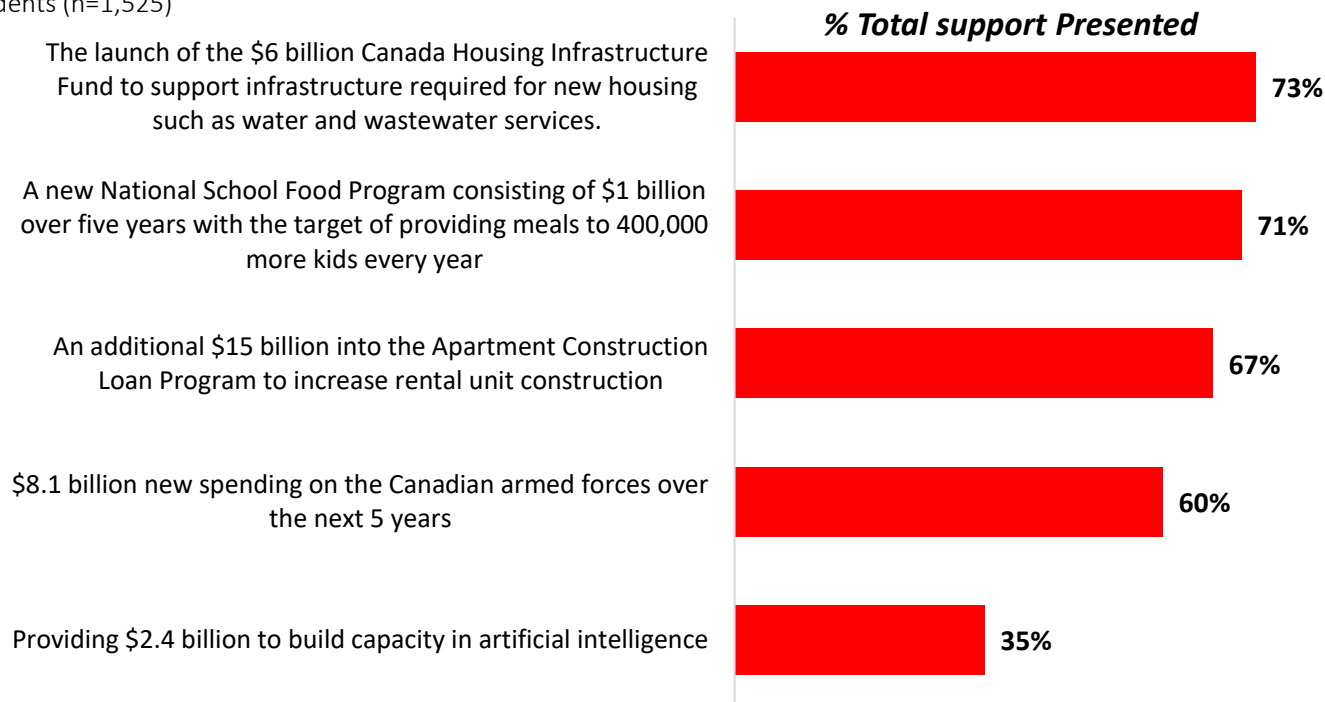 dents (n=1,525)
% Total support Presented
The launch of the $6 billion Canada Housing Infrastructure
Fund to support infrastructure required for new housing
such as water and wastewater services.
73%
A new National School Food Program consisting of $1 billion
over five years with the target of providing meals to 400,000
more kids every year
71%
An additional $15 billion into the Apartment Construction
Loan Program to increase rental unit construction
67%
$8.1 billion new spending on the Canadian armed forces over
the next 5 years
60%
Providing $2.4 billion to build capacity in artificial intelligence
35%